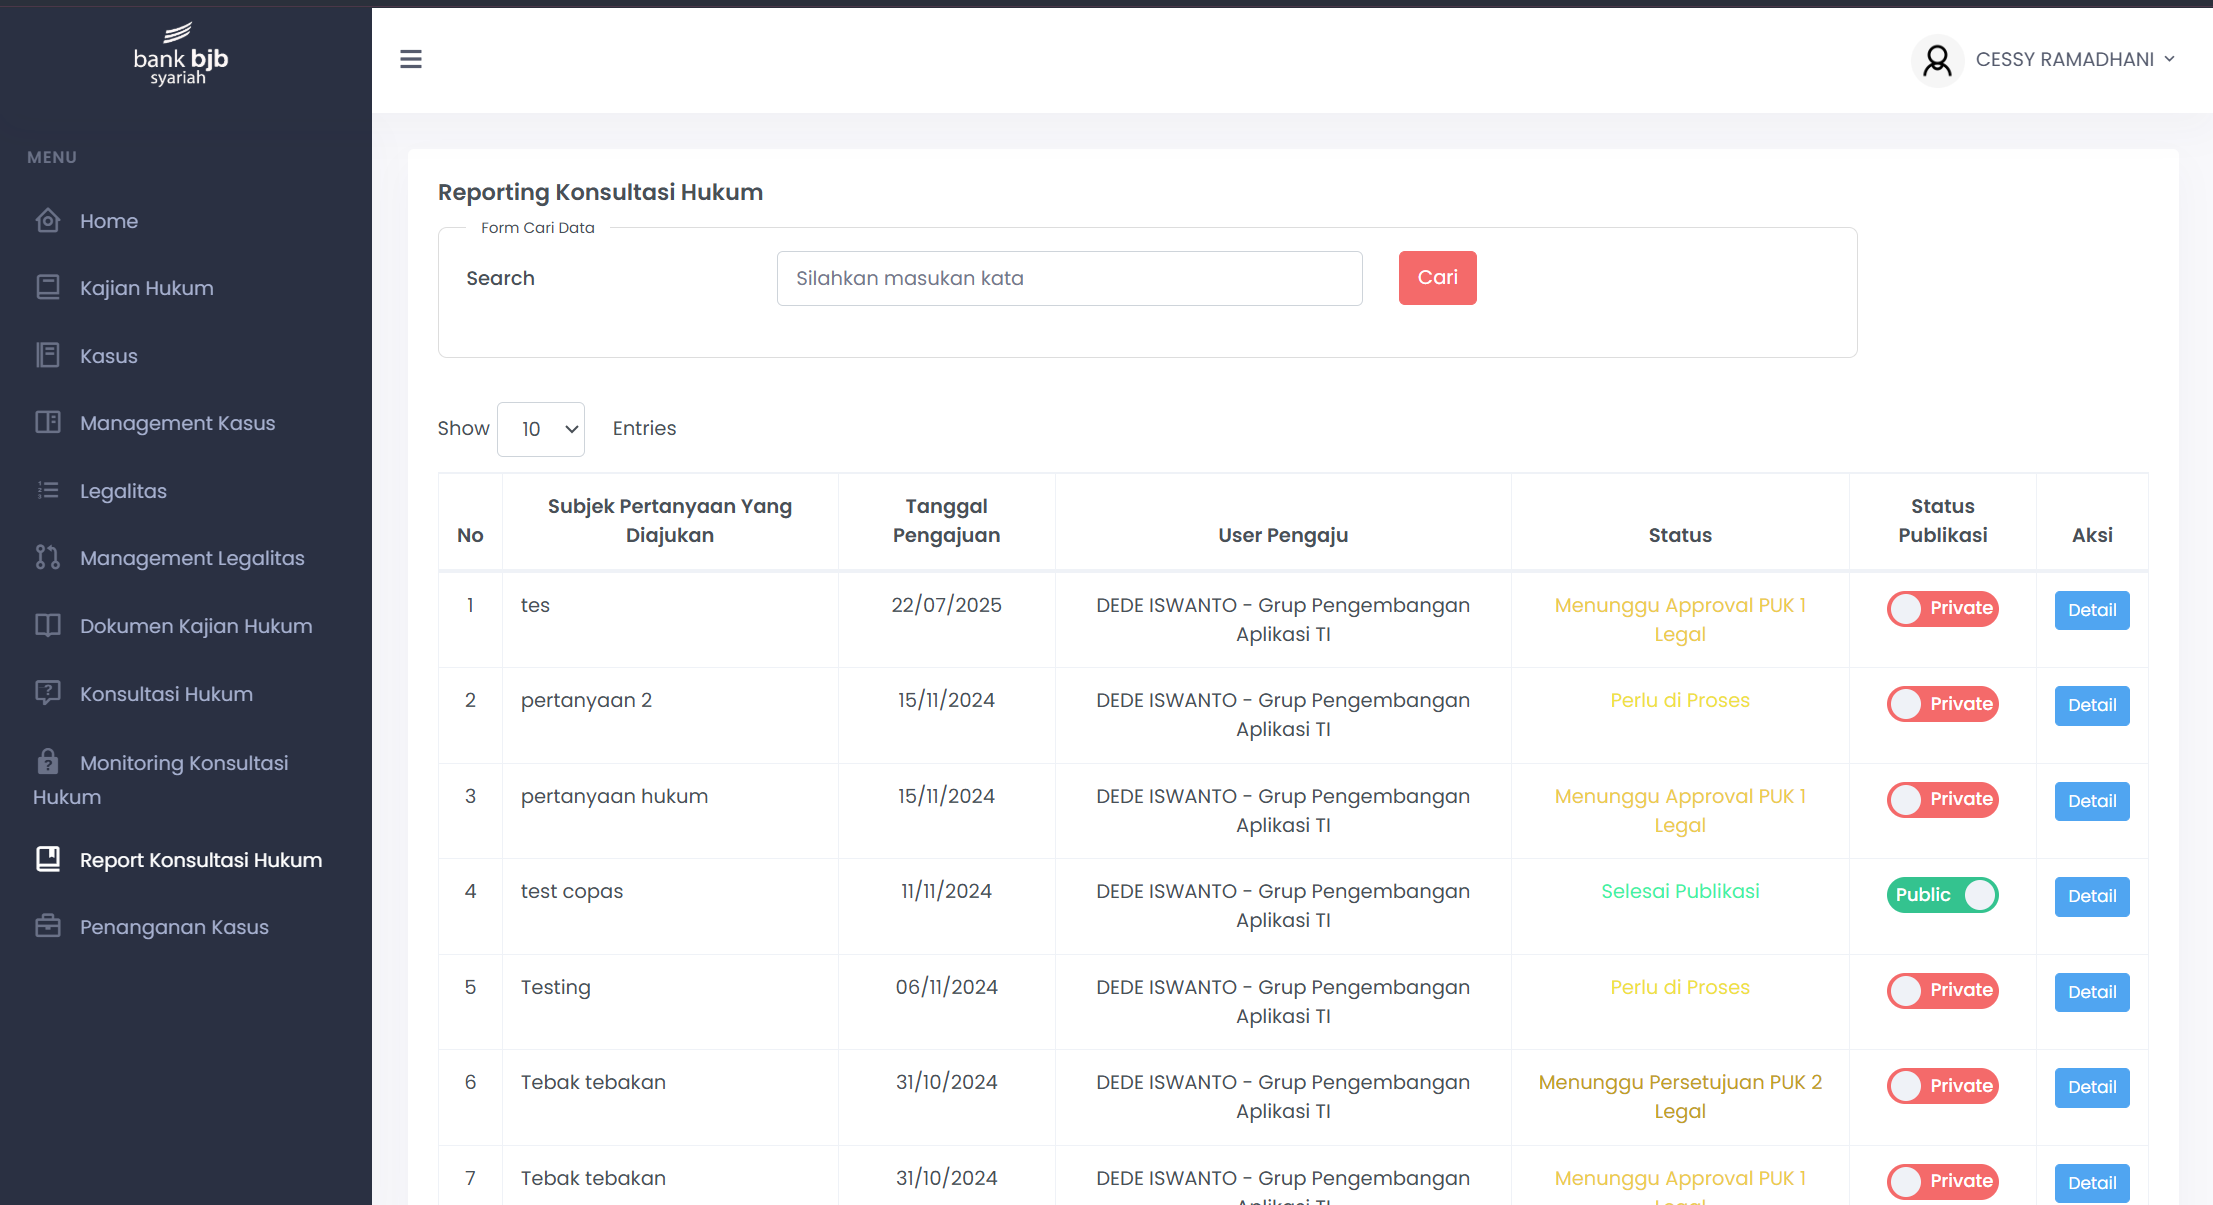 bank bjb
syariah
CESSY RAMADHANI
MENU
Home
Kajian Hukum
Kasus
Management Kasus
Legalitas
Management Legalitas
Dokumen Kajian Hukum
Konsultasi Hukum
Monitoring Konsultasi
Hukum
Report Konsultasi Hukum
Penanganan Kasus
Reporting Konsultasi Hukum
Form Cari Data
Search Silahkan masukan kata Cari
Show 10 Entries
No Subjek Pertanyaan Yang Diajukan Tanggal Pengajuan User Pengaju Status Status Publikasi Aksi
1 tes 22/07/2025 DEDE ISWANTO - Grup Pengembangan Aplikasi TI Menunggu Approval PUK 1 Legal Private Detail
2 pertanyaan 2 15/11/2024 DEDE ISWANTO - Grup Pengembangan Aplikasi TI Perlu di Proses Private Detail
3 pertanyaan hukum 15/11/2024 DEDE ISWANTO - Grup Pengembangan Aplikasi TI Menunggu Approval PUK 1 Legal Private Detail
4 test copas 11/11/2024 DEDE ISWANTO - Grup Pengembangan Aplikasi TI Selesai Publikasi Public Detail
5 Testing 06/11/2024 DEDE ISWANTO - Grup Pengembangan Aplikasi TI Perlu di Proses Private Detail
6 Tebak tebakan 31/10/2024 DEDE ISWANTO - Grup Pengembangan Aplikasi TI Menunggu Persetujuan PUK 2 Legal Private Detail
7 Tebak tebakan 31/10/2024 DEDE ISWANTO - Grup Pengembangan Menunggu Approval PUK 1 Private Detail